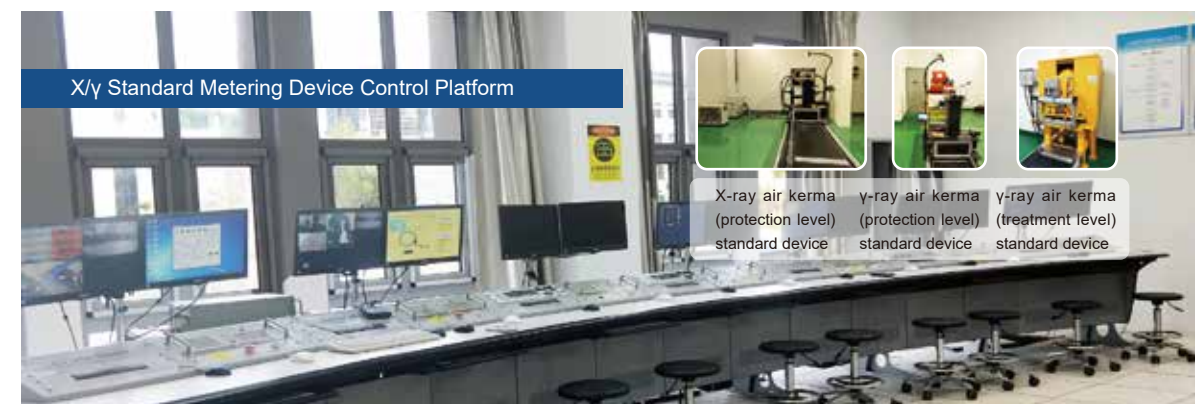 X/γ Standard Metering Device Control Platform
X-ray air kerma
(protection level)
standard device
γ-ray air kerma
(protection level)
standard device
γ-ray air kerma
(treatment level)
standard device